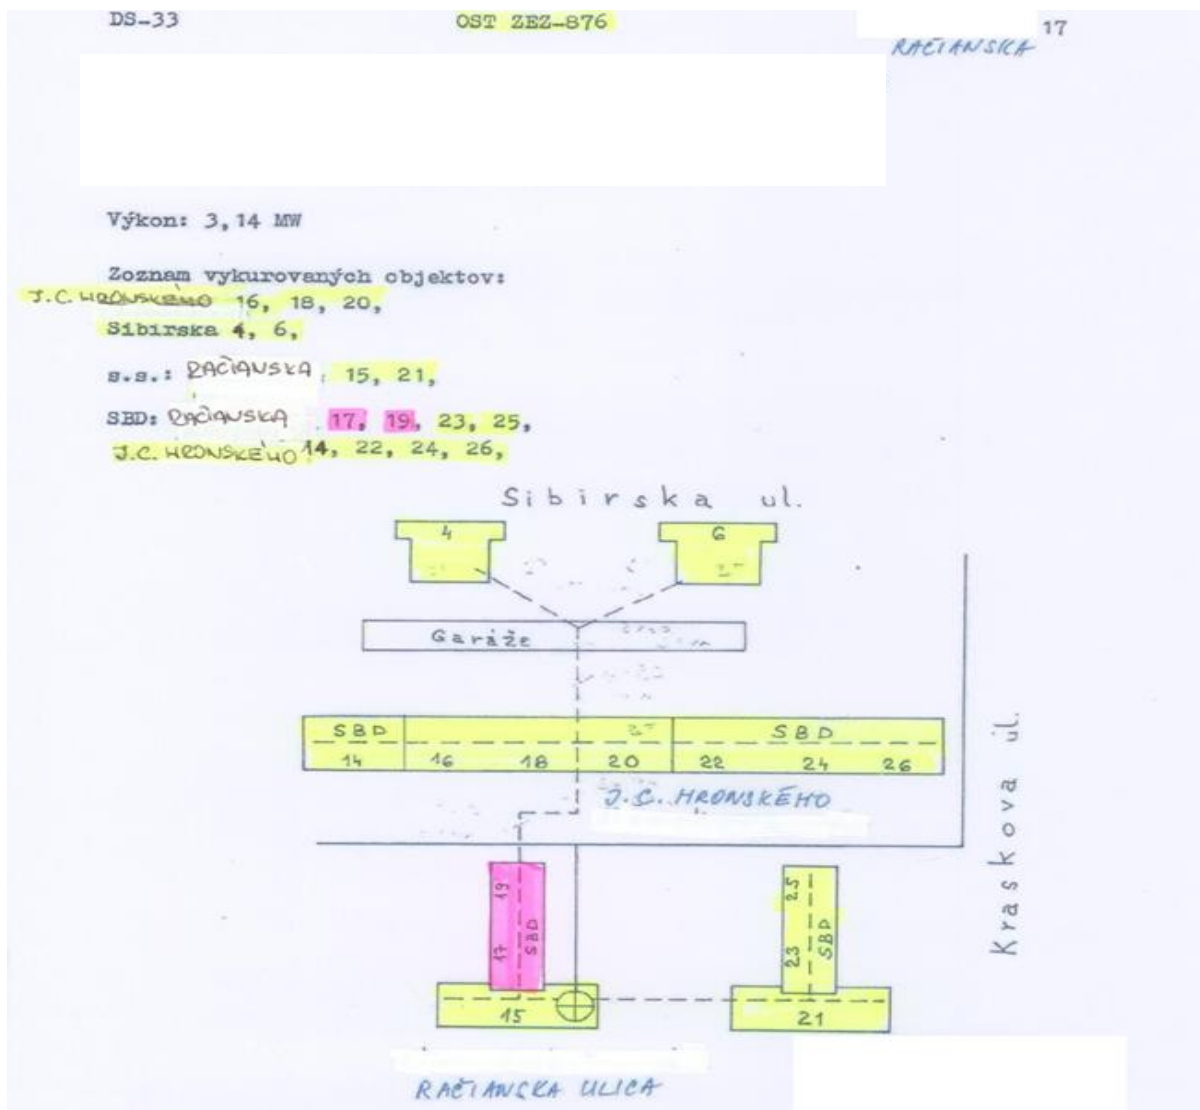 DS-33 OST ZEZ-876 17
RAČIANSKA
Výkon: 3,14 MW
Zoznam vykurovaných objektov:
J.C. HRONSKÉHO 16, 18, 20,
Sibírska 4, 6,
s.s.: RAČIANSKA 15, 21,
SBD: RAČIANSKA 17, 19, 23, 25,
J.C. HRONSKÉHO 14, 22, 24, 26,
Sibirska ul.
4 6
Garáže
SBD SBD
14 16 18 20 22 24 26
J.C. HRONSKÉHO
Kraskova ul.
17 19
SBD
23 25
SBD
15 21
RAČIANSKA ULICA